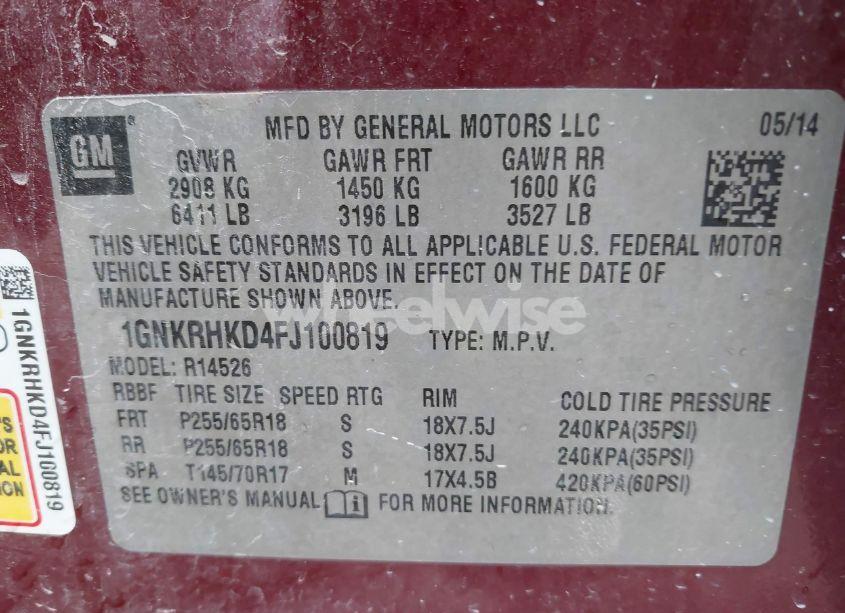 GM
MFD BY GENERAL MOTORS LLC 05/14
GVWR GAWR FRT GAWR RR
2908 KG 1450 KG 1600 KG
6411 LB 3196 LB 3527 LB
THIS VEHICLE CONFORMS TO ALL APPLICABLE U.S. FEDERAL MOTOR
VEHICLE SAFETY STANDARDS IN EFFECT ON THE DATE OF
MANUFACTURE SHOWN ABOVE.
wheelwise
1GNKRHKD4FJ100819 TYPE: M.P.V.
MODEL: R14526
RBBF TIRE SIZE SPEED RTG RIM COLD TIRE PRESSURE
FRT P255/65R18 S 18X7.5J 240KPA(35PSI)
RR P255/65R18 S 18X7.5J 240KPA(35PSI)
SPA T145/70R17 M 17X4.5B 420KPA(60PSI)
SEE OWNER'S MANUAL FOR MORE INFORMATION.
1GNKRHKD4FJ100819